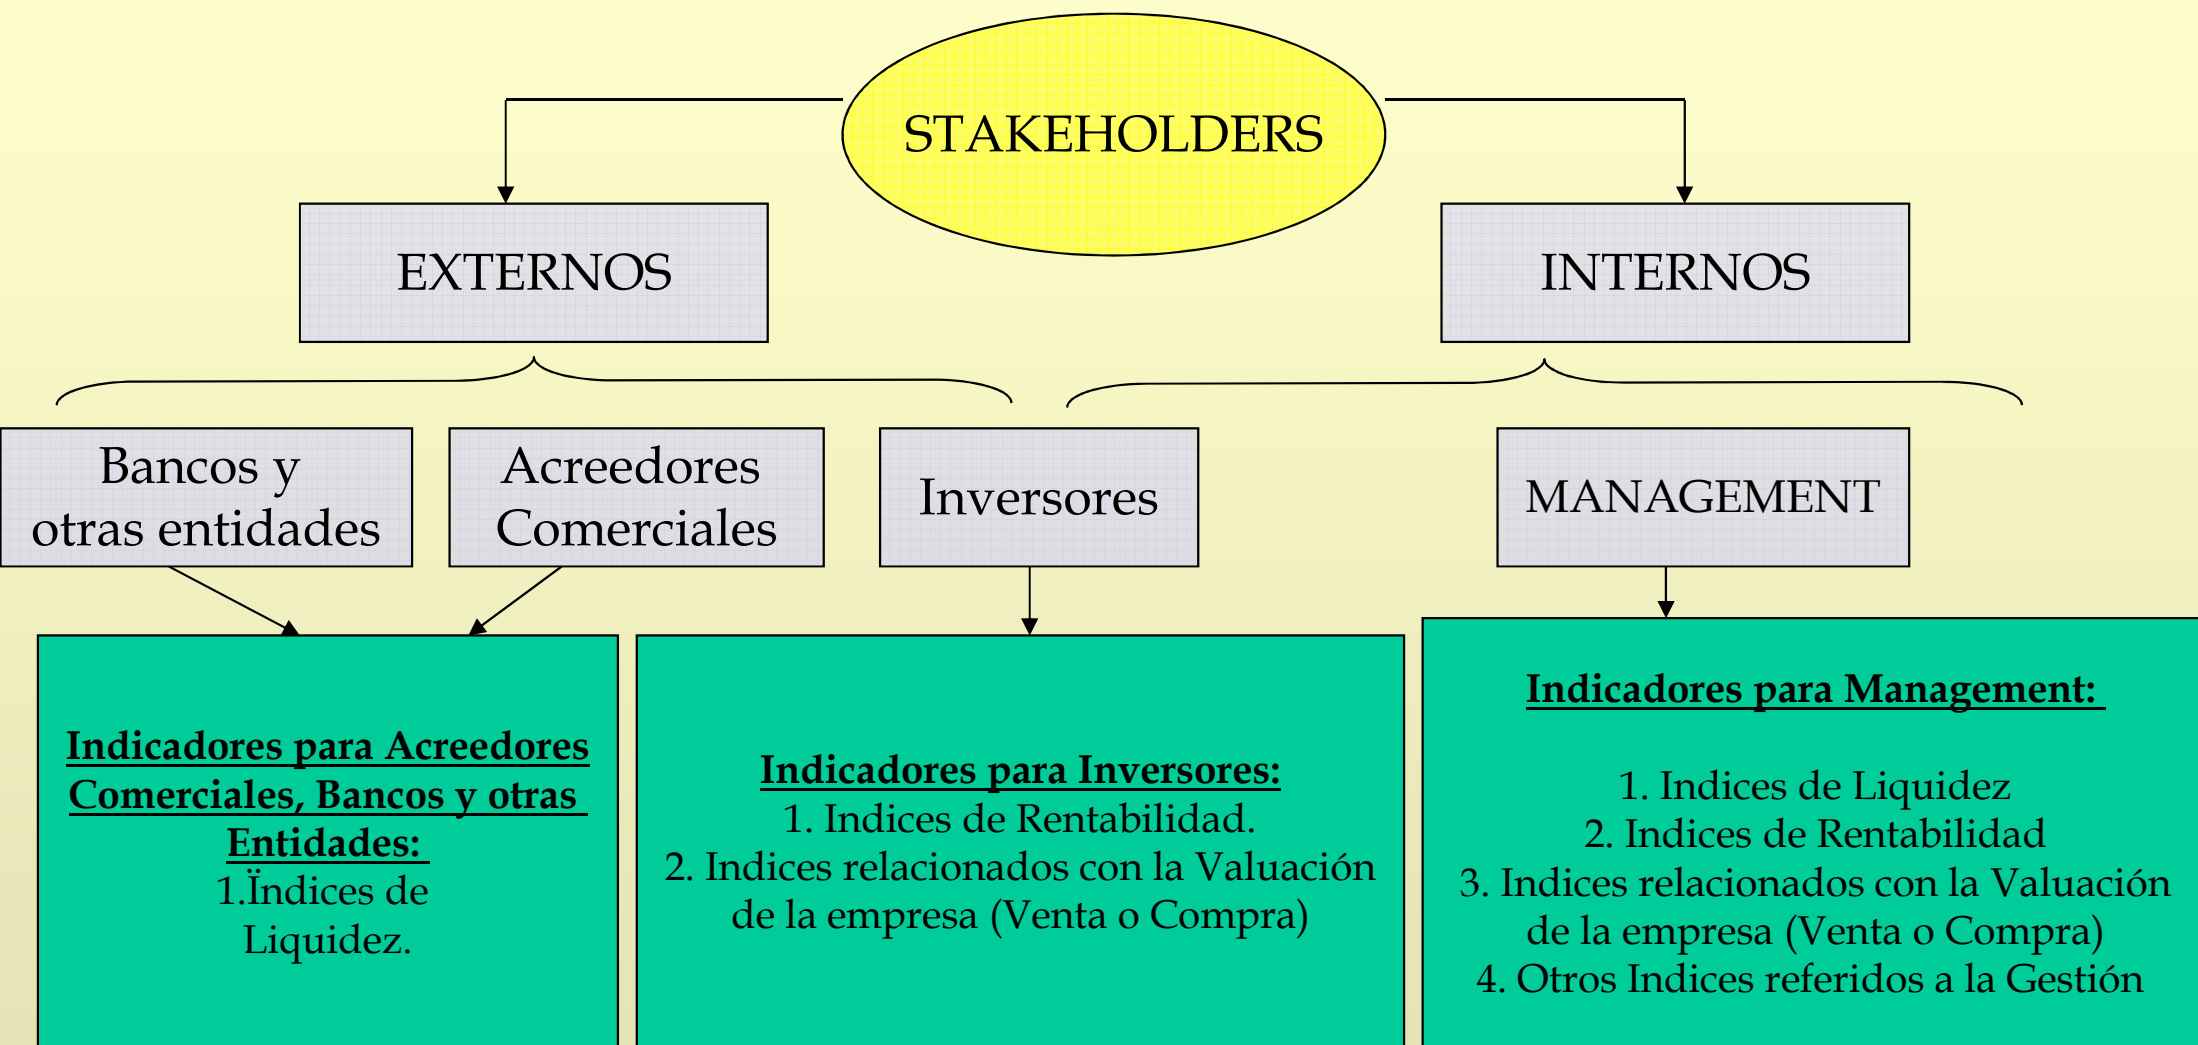 STAKEHOLDERS
EXTERNOS
INTERNOS
Bancos y
otras entidades
Acreedores
Comerciales
Inversores
MANAGEMENT
Indicadores para Acreedores
Comerciales, Bancos y otras
Entidades:
1.Ïndices de
Liquidez.
Indicadores para Inversores:
1. Indices de Rentabilidad.
2. Indices relacionados con la Valuación
de la empresa (Venta o Compra)
Indicadores para Management:
1. Indices de Liquidez
2. Indices de Rentabilidad
3. Indices relacionados con la Valuación
de la empresa (Venta o Compra)
4. Otros Indices referidos a la Gestión